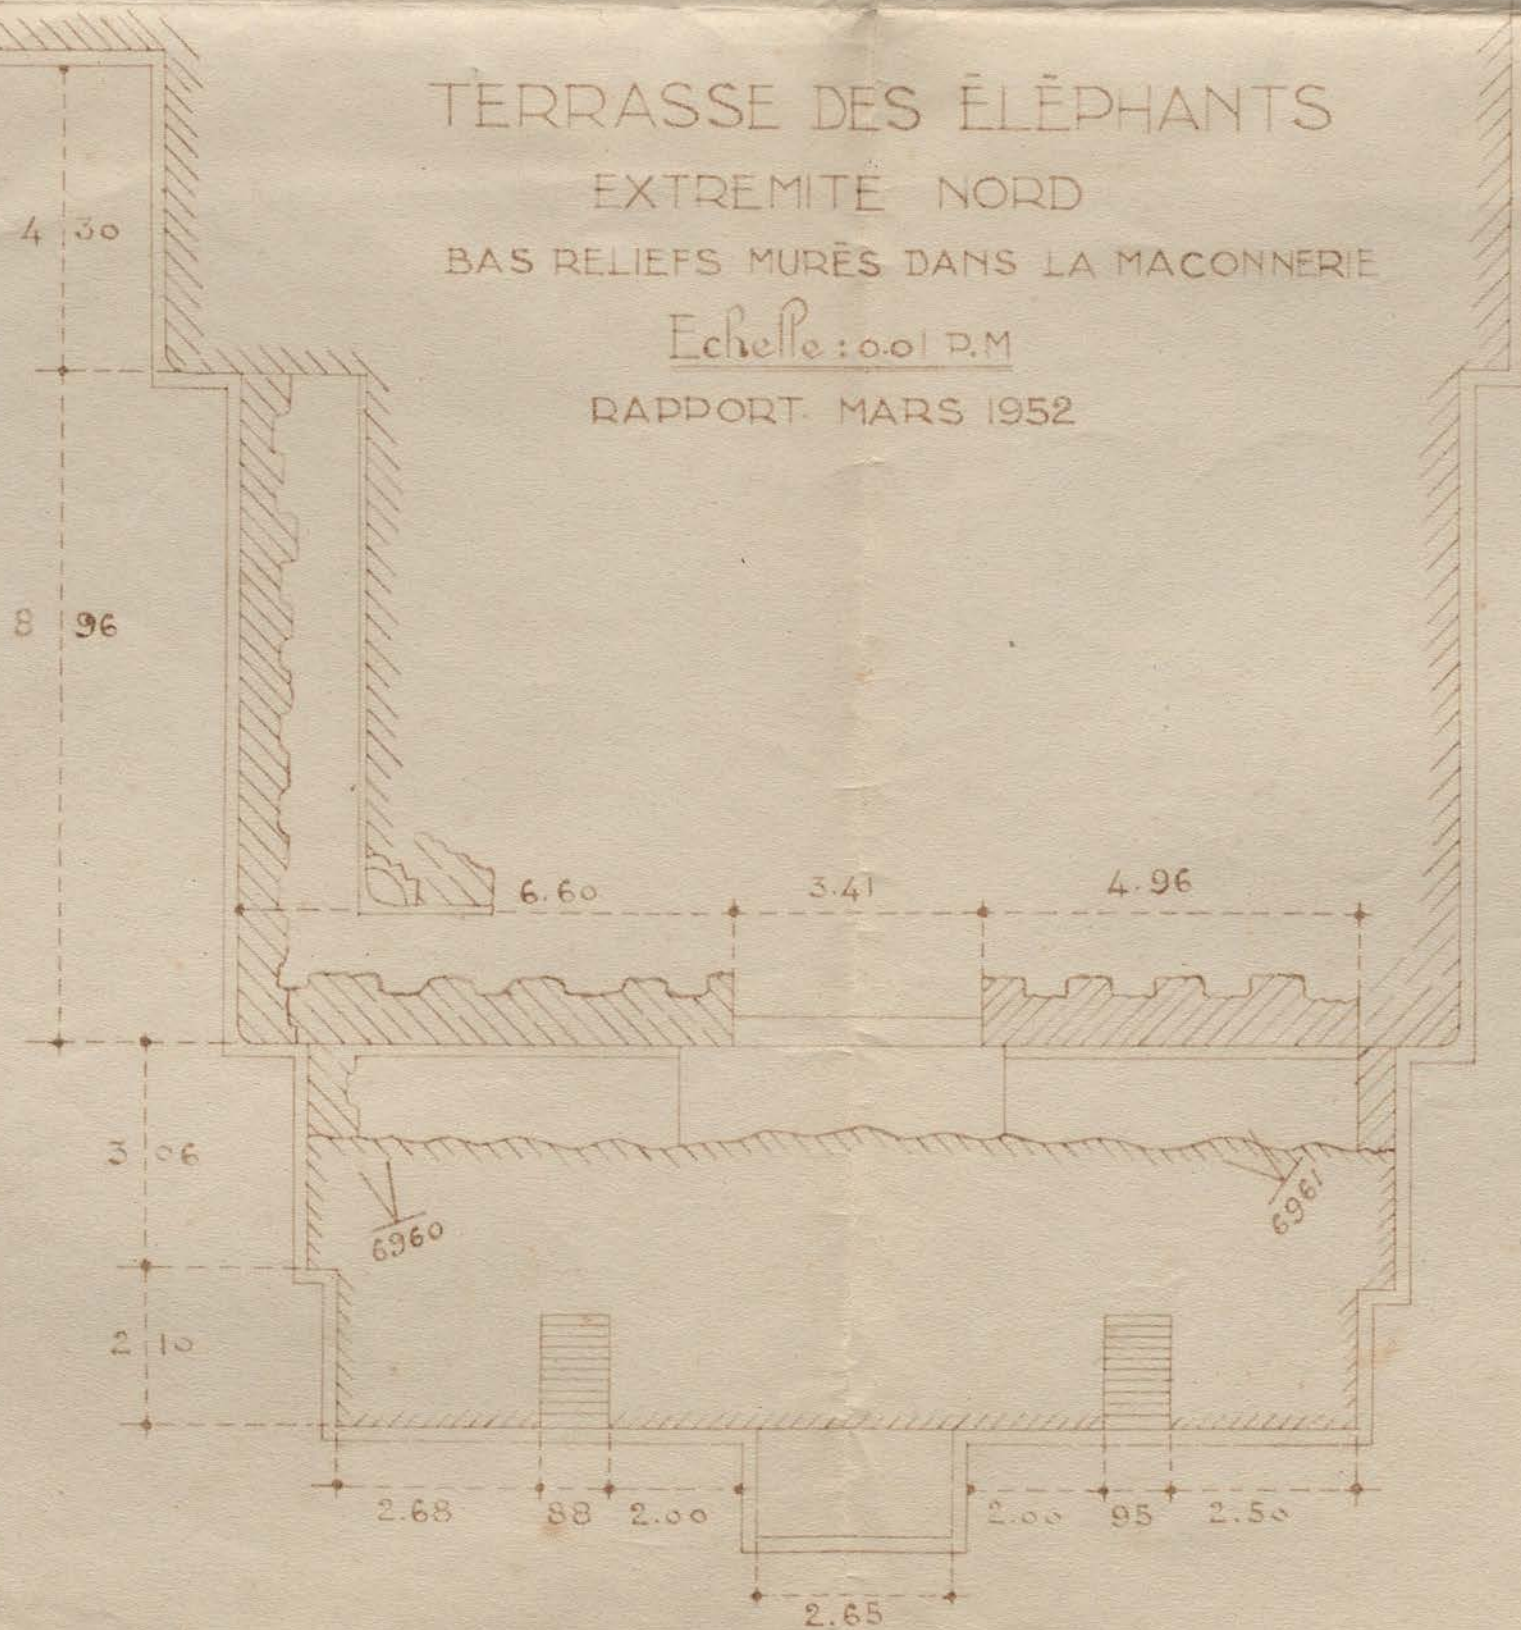 TERRASSE DES ÉLÉPHANTS
EXTREMITÉ NORD
BAS RELIEFS MURÉS DANS LA MACONNERIE
Echelle : 0.01 P.M
RAPPORT. MARS 1952
4 30
8 96
6.60 3.41 4.96
3 06
6960
6961
2 10
2.68 88 2.00 2.00 95 2.50
2.65